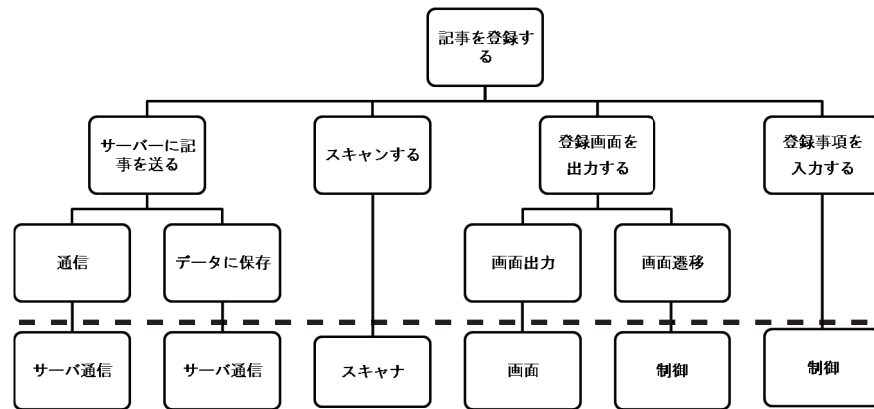 記事を登録す
る
サーバーに記
事を送る
スキャンする
登録画面を
出力する
登録事項を
入力する
通信
データに保存
画面出力
画面遷移
サーバ通信
サーバ通信
スキャナ
画面
制御
制御